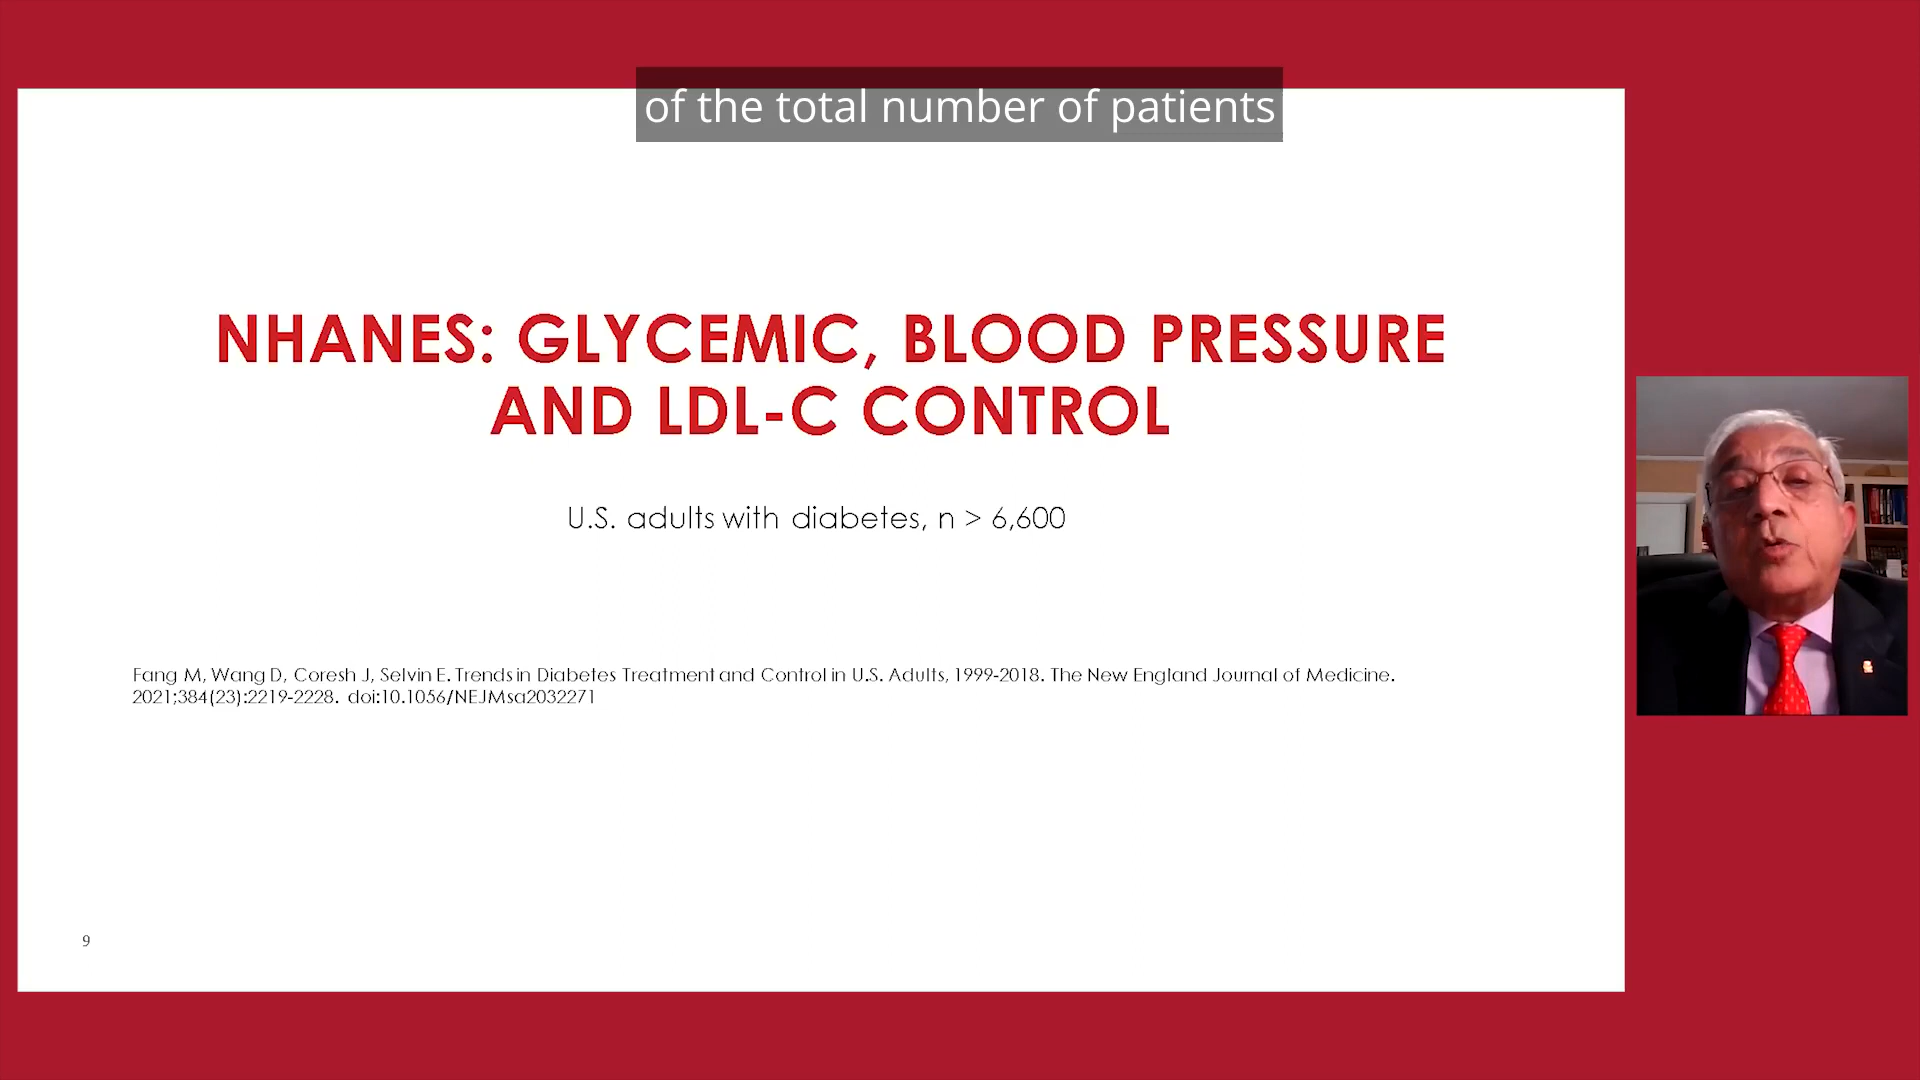 of the total number of patients
NHANES: GLYCEMIC, BLOOD PRESSURE
AND LDL-C CONTROL
U.S. adults with diabetes, n > 6,600
Fang M, Wang D, Coresh J, Selvin E. Trends in Diabetes Treatment and Control in U.S. Adults, 1999-2018. The New England Journal of Medicine.
2021;384(23):2219-2228. doi:10.1056/NEJMsa2032271
9